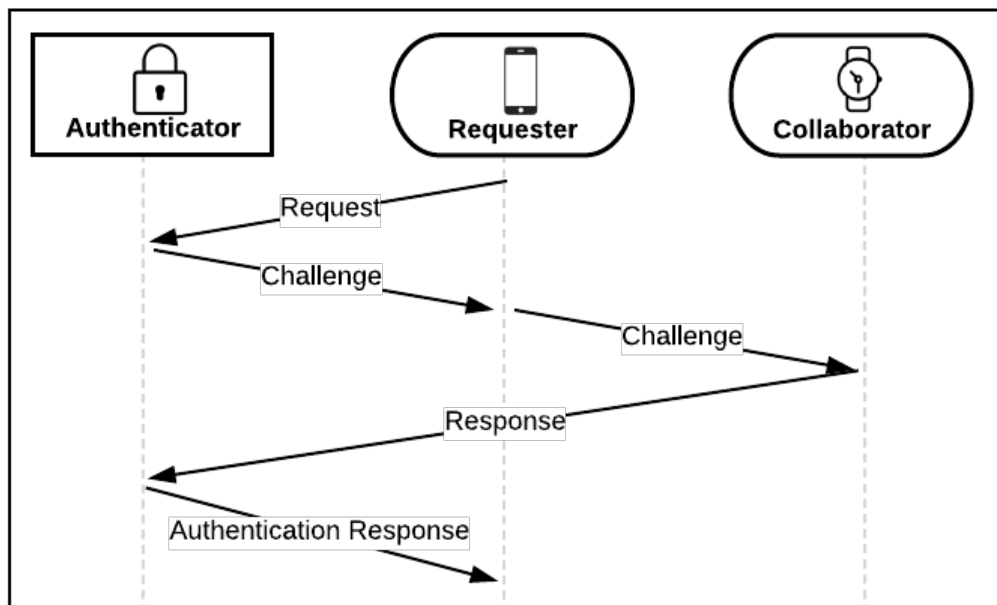 Authenticator
Requester
Collaborator
Request
Challenge
Challenge
Response
Authentication Response